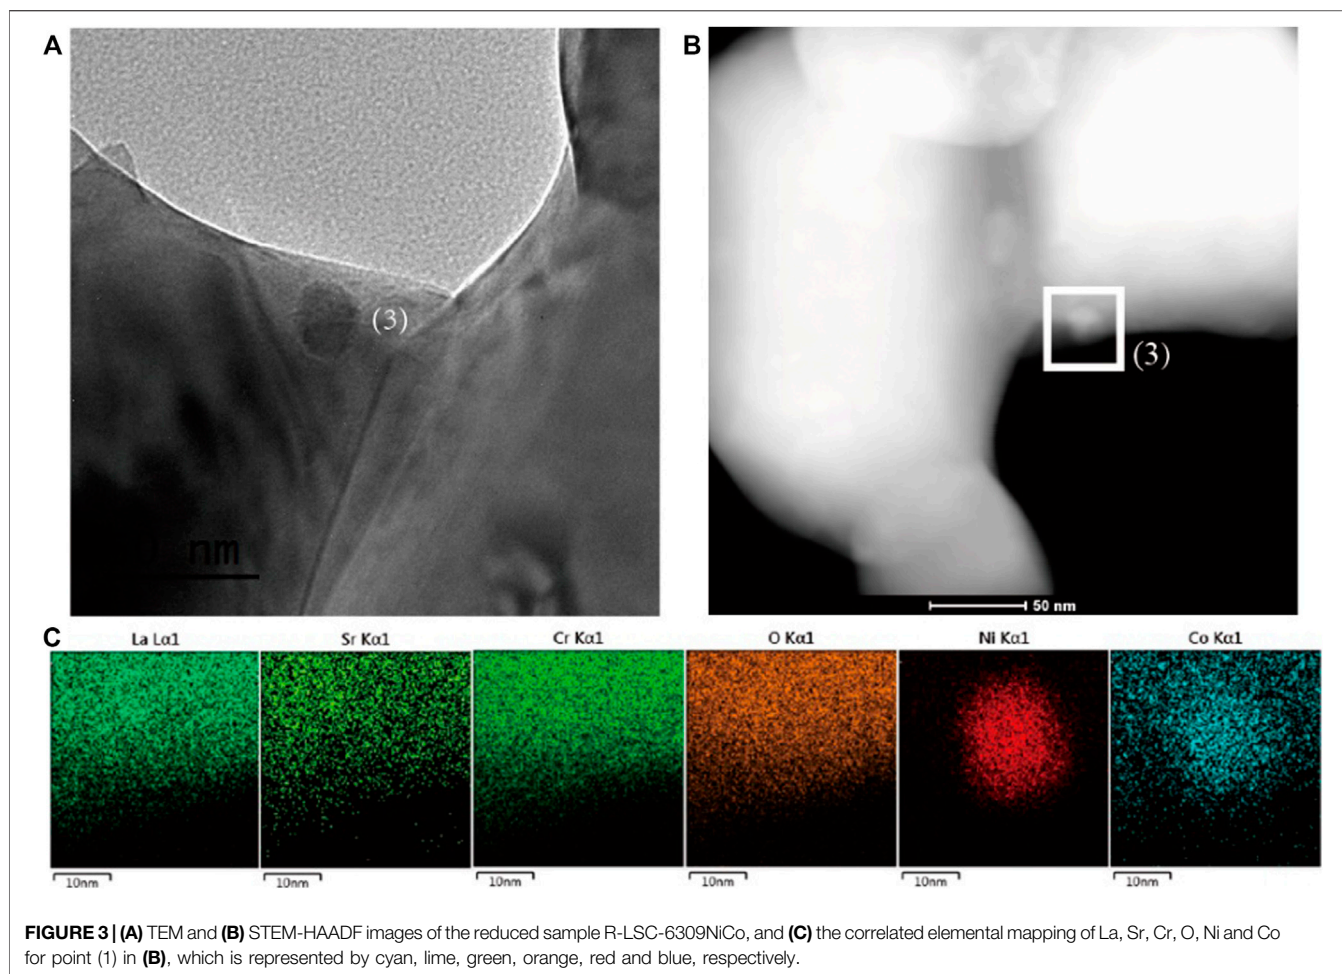 A
B
(3)
(3)
nm
50 nm
C
La Lα1 Sr Kα1 Cr Kα1 O Kα1 Ni Kα1 Co Kα1
10nm 10nm 10nm 10nm 10nm 10nm
FIGURE 3 | (A) TEM and (B) STEM-HAADF images of the reduced sample R-LSC-6309NiCo, and (C) the correlated elemental mapping of La, Sr, Cr, O, Ni and Co
for point (1) in (B), which is represented by cyan, lime, green, orange, red and blue, respectively.